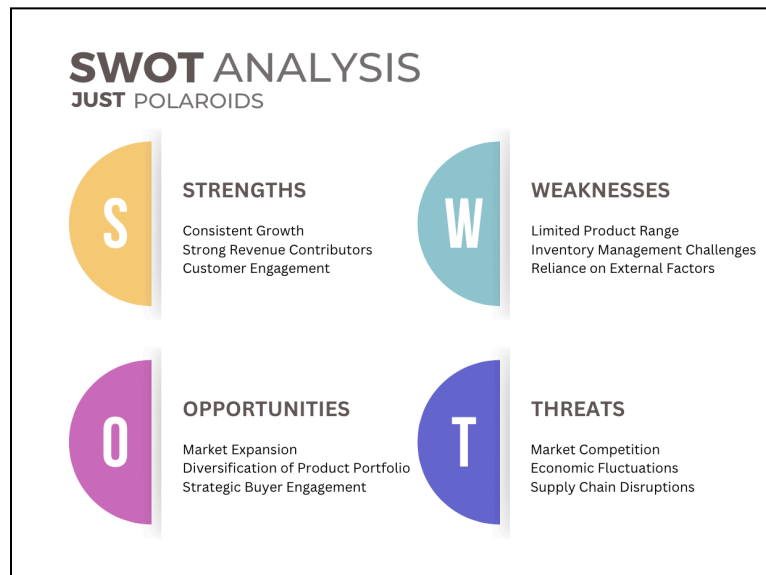 SWOT ANALYSIS
JUST POLAROIDS
S
STRENGTHS
Consistent Growth
Strong Revenue Contributors
Customer Engagement
W
WEAKNESSES
Limited Product Range
Inventory Management Challenges
Reliance on External Factors
O
OPPORTUNITIES
Market Expansion
Diversification of Product Portfolio
Strategic Buyer Engagement
T
THREATS
Market Competition
Economic Fluctuations
Supply Chain Disruptions